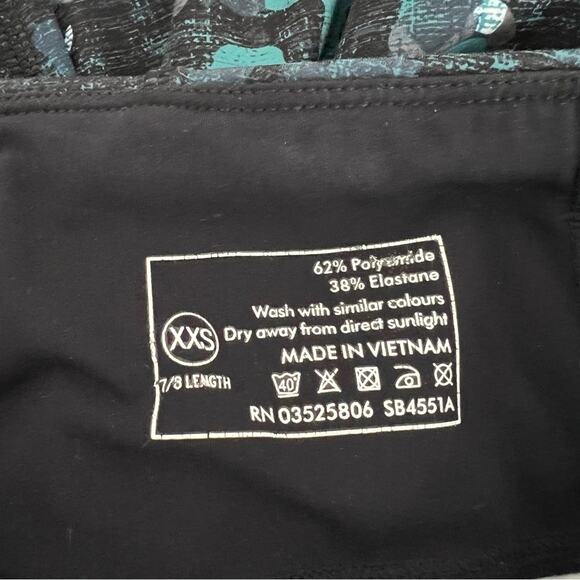 62% Polyamide
38% Elastane
Wash with similar colours
Dry away from direct sunlight
XXS
MADE IN VIETNAM
7/8 LENGTH
40
RN 03525806 SB4551A